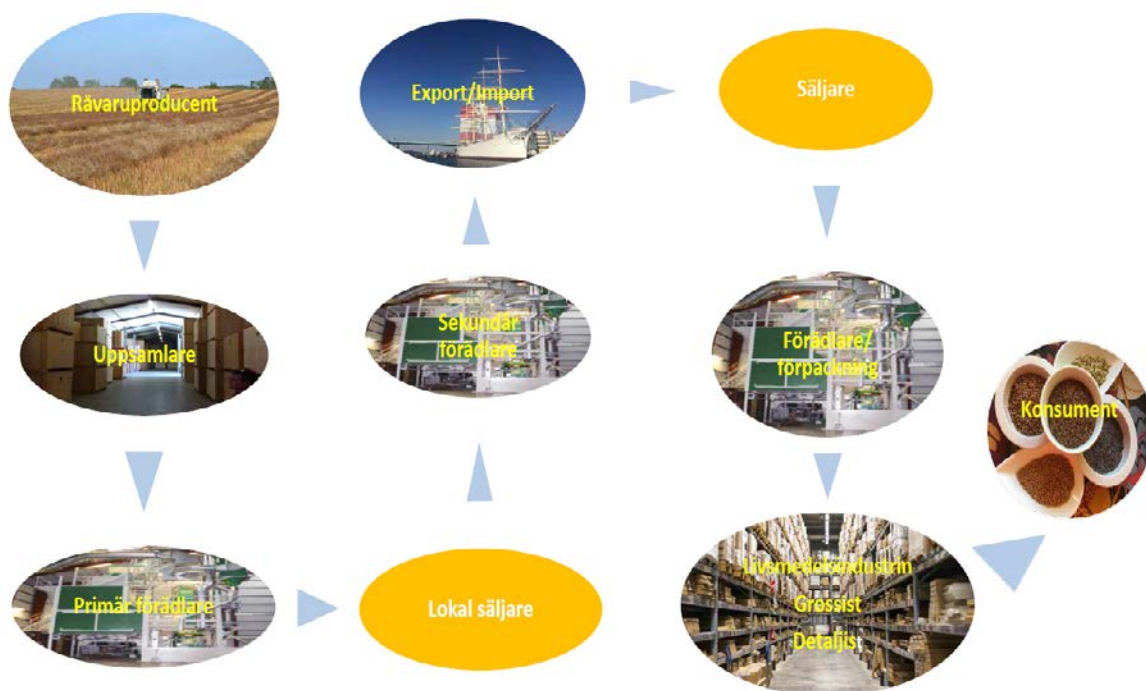 Råvaruproducent
Uppsamlare
Primär förädlare
Lokal säljare
Sekundär
förädlare
Export/Import
Säljare
Förädlare/
förpackning
Livsmedelsindustrin
Grossist
Detaljist
Konsument